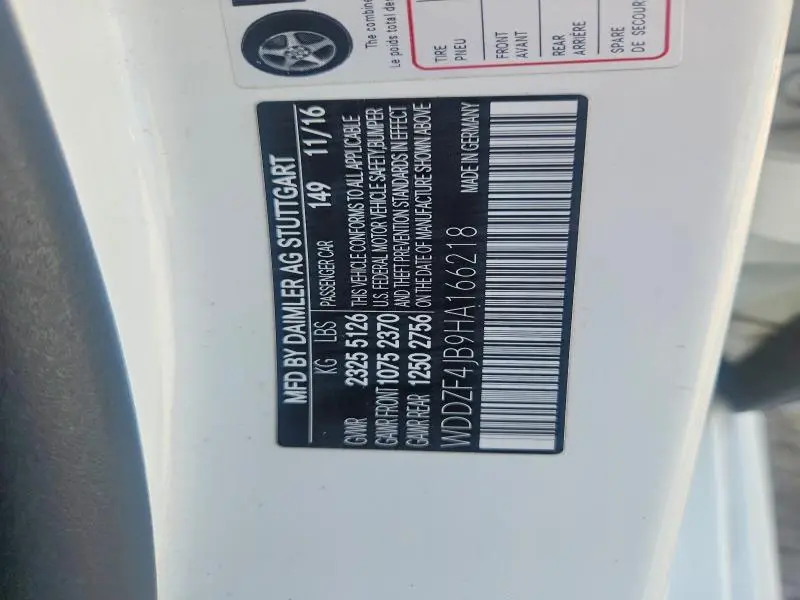 The combine
Le poids total de
TIRE
PNEU
FRONT
AVANT
REAR
ARRIÈRE
SPARE
DE SECOUR
MFD BY DAIMLER AG STUTTGART
KG LBS PASSENGER CAR 149 11/16
GVWR 2325 5126 THIS VEHICLE CONFORMS TO ALL APPLICABLE
GAWR FRONT 1075 2370 U.S. FEDERAL MOTOR VEHICLE SAFETY,BUMPER
GAWR REAR 1250 2756 AND THEFT PREVENTION STANDARDS IN EFFECT
ON THE DATE OF MANUFACTURE SHOWN ABOVE
WDDZF4JB9HA166218 MADE IN GERMANY